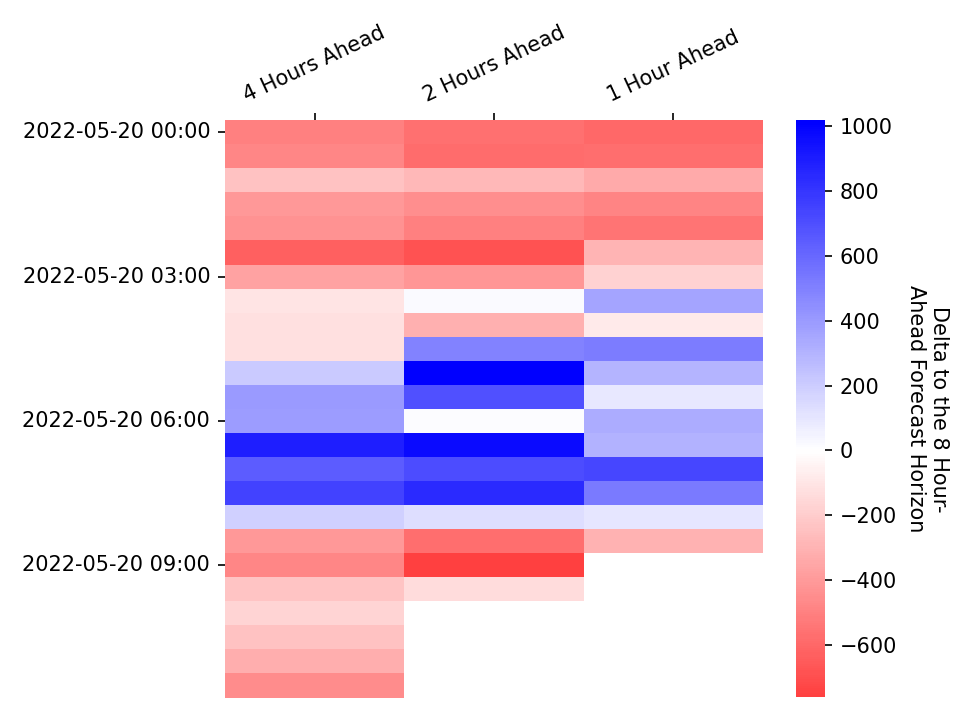 4 Hours Ahead
2 Hours Ahead
1 Hour Ahead
2022-05-20 00:00
2022-05-20 03:00
2022-05-20 06:00
2022-05-20 09:00
1000
800
600
400
200
0
−200
−400
−600
Delta to the 8 Hour-
Ahead Forecast Horizon